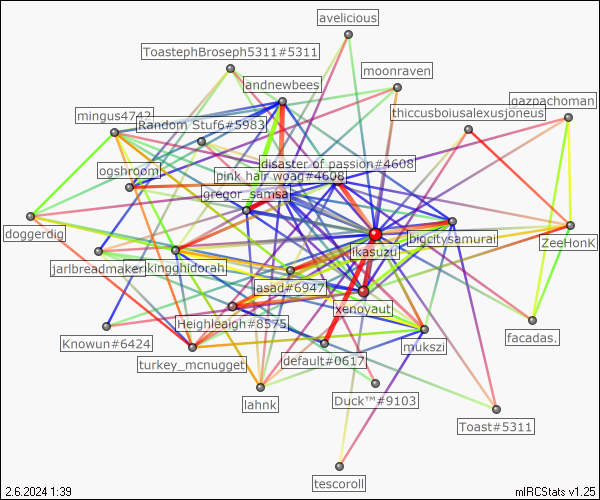 avelicious
ToastephBroseph5311#5311
moonraven
andnewbees
gazpachoman
thiccusboiusalexusjoneus
mingus4742
Random Stuf6#5983
disaster of passion#4608
ogshroom
pink hair woag#4608
gregor_samsa
doggerdig
bigcitysamurai
ZeeHonK
ikasuzu
jarlbreadmaker
kingghidorah
asad#6947
xenoyaut
Heighleaigh#8575
facadas.
Knowun#6424
mukszi
turkey_mcnugget
default#0617
lahnk
Duck™#9103
Toast#5311
tescoroll
2.6.2024 1:39
mIRCStats v1.25